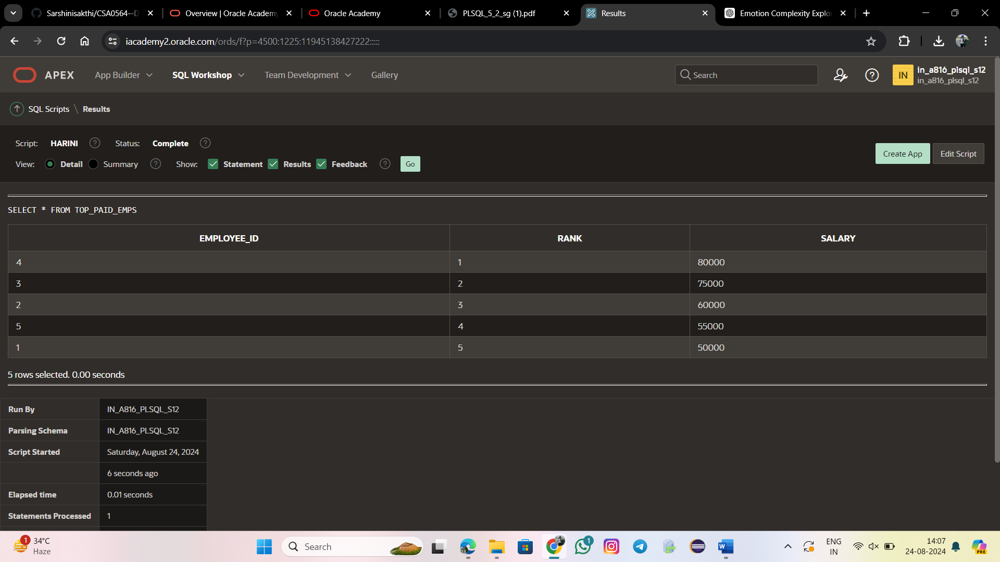 Sarshinisakthi/CSA0564--D
Overview | Oracle Academy
Oracle Academy
PLSQL_5_2_sg (1).pdf
Results
Emotion Complexity Explo
iacademy2.oracle.com/ords/f?p=4500:1225:11945138427222:::::
APEX
App Builder
SQL Workshop
Team Development
Gallery
Search
IN
in_a816_plsql_s12
in_a816_plsql_s12
SQL Scripts \ Results
Script: HARINI ? Status: Complete ?
View: Detail Summary ? Show: Statement Results Feedback ? Go
Create App
Edit Script
SELECT * FROM TOP_PAID_EMPS
EMPLOYEE_ID RANK SALARY
4 1 80000
3 2 75000
2 3 60000
5 4 55000
1 5 50000
5 rows selected. 0.00 seconds
Run By IN_A816_PLSQL_S12
Parsing Schema IN_A816_PLSQL_S12
Script Started Saturday, August 24, 2024
6 seconds ago
Elapsed time 0.01 seconds
Statements Processed 1
1
34°C
Haze
Search
W
1
ENG
IN
14:07
24-08-2024
PRE